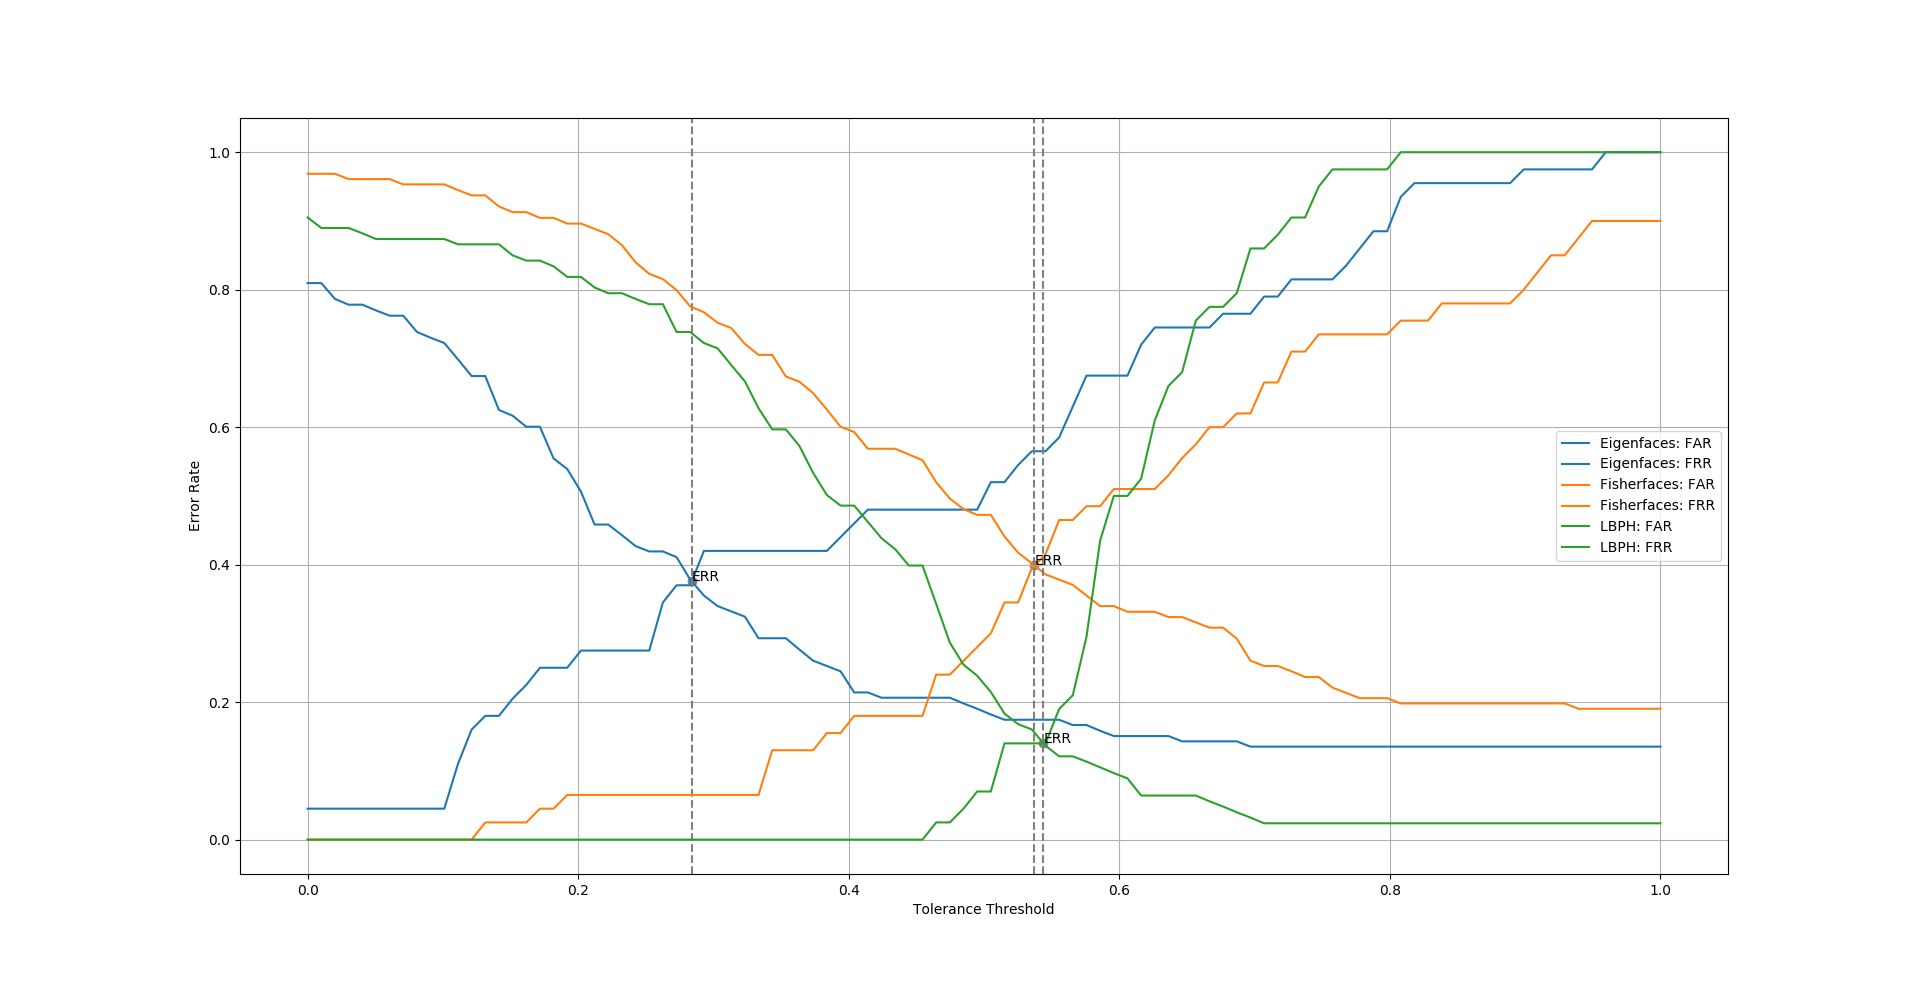 1.0
0.8
0.6
0.4
0.2
0.0
Error Rate
ERR
ERR
ERR
Eigenfaces: FAR
Eigenfaces: FRR
Fisherfaces: FAR
Fisherfaces: FRR
LBPH: FAR
LBPH: FRR
0.0 0.2 0.4 0.6 0.8 1.0
Tolerance Threshold